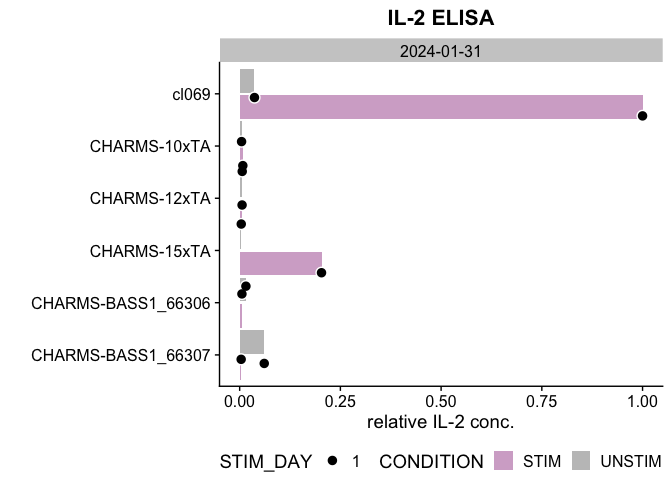 IL-2 ELISA
2024-01-31
cl069
CHARMS-10xTA
CHARMS-12xTA
CHARMS-15xTA
CHARMS-BASS1_66306
CHARMS-BASS1_66307
0.00 0.25 0.50 0.75 1.00
relative IL-2 conc.
STIM_DAY 1 CONDITION STIM UNSTIM